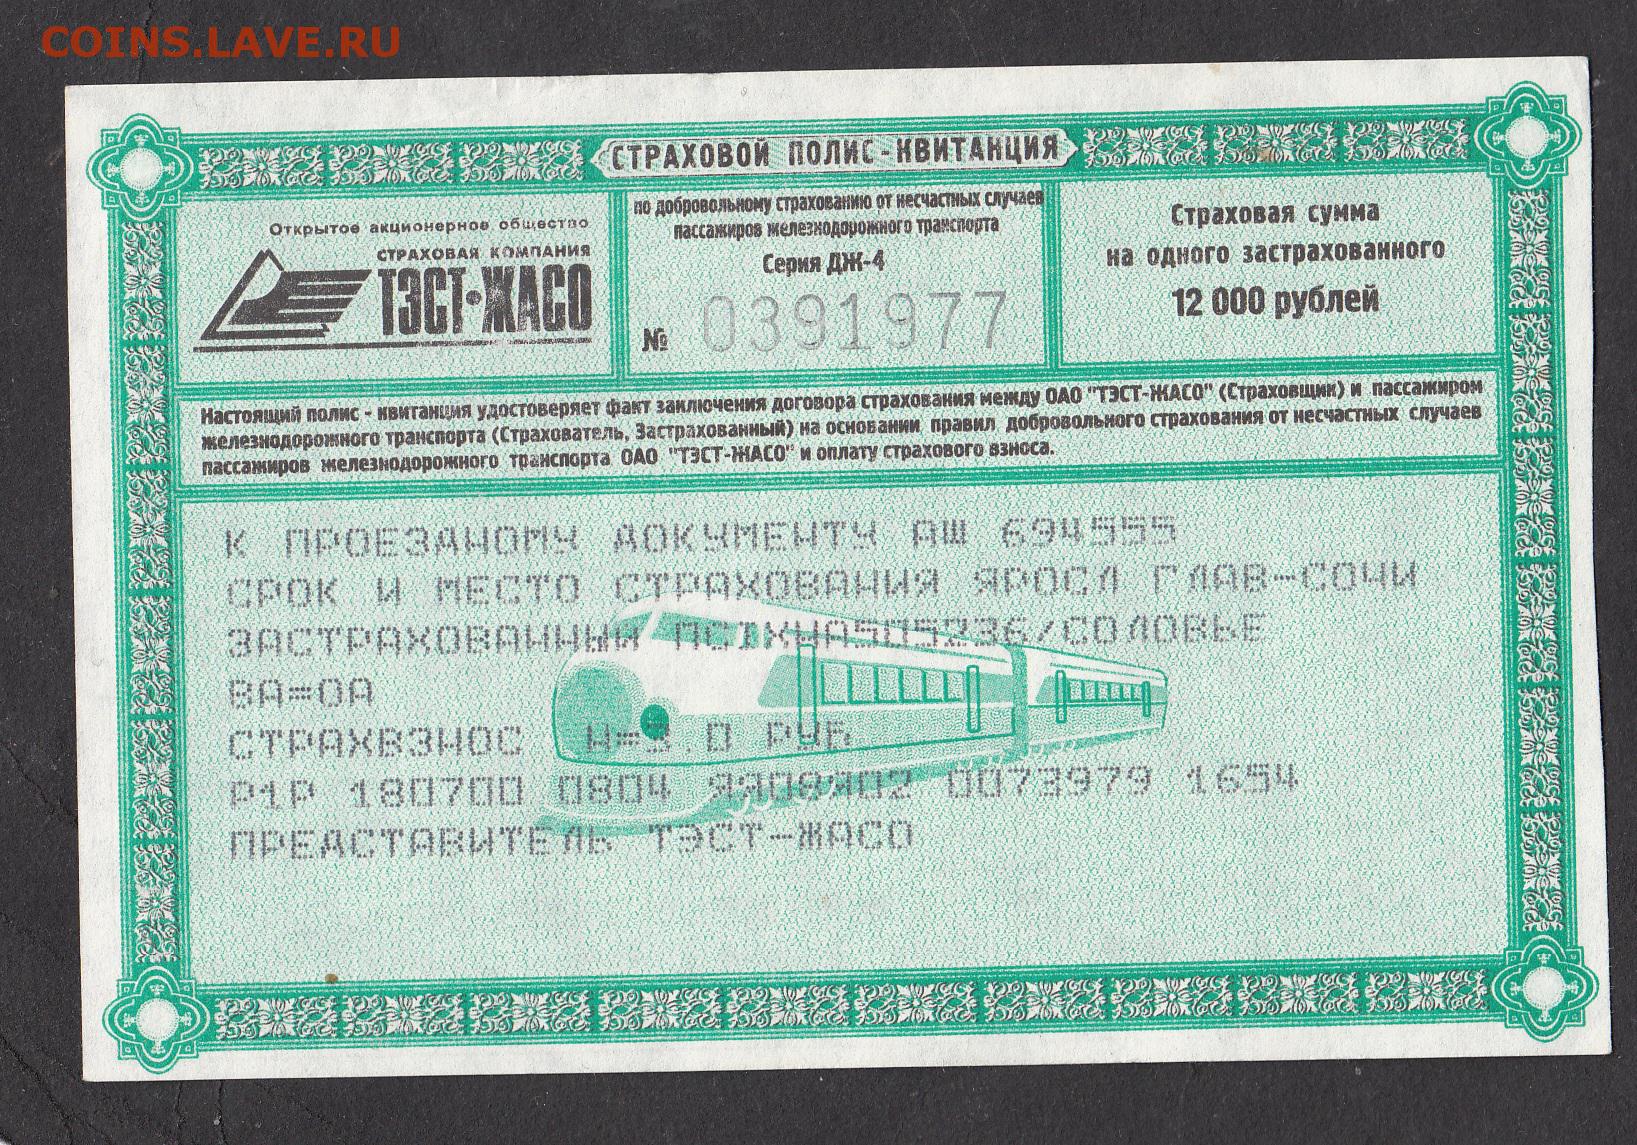 COINS.LAVE.RU
СТРАХОВОЙ ПОЛИС-КВИТАНЦИЯ
Открытое акционерное общество
СТРАХОВАЯ КОМПАНИЯ
ТЭСТ-ЖАСО
по добровольному страхованию от несчастных случаев
пассажиров железнодорожного транспорта
Серия ДЖ-4
№ 0391977
Страховая сумма
на одного застрахованного
12 000 рублей
Настоящий полис - квитанция удостоверяет факт заключения договора страхования между ОАО "ТЭСТ-ЖАСО" (Страховщик) и пассажиром
железнодорожного транспорта (Страхователь, Застрахованный) на основании правил добровольного страхования от несчастных случаев
пассажиров железнодорожного транспорта ОАО "ТЭСТ-ЖАСО" и оплату страхового взноса.
К ПРОЕЗДНОМУ ДОКУМЕНТУ АШ 694555
СРОК И МЕСТО СТРАХОВАНИЯ ЯРОСЛ ГЛАВ-СОЧИ
ЗАСТРАХОВАННЫЙ
ВА=ОА
СТРАХВЗНОС Н=3.0 РУБ
Р1Р 180700 0804 0073979 1654
ПРЕДСТАВИТЕЛЬ ТЭСТ-ЖАСО